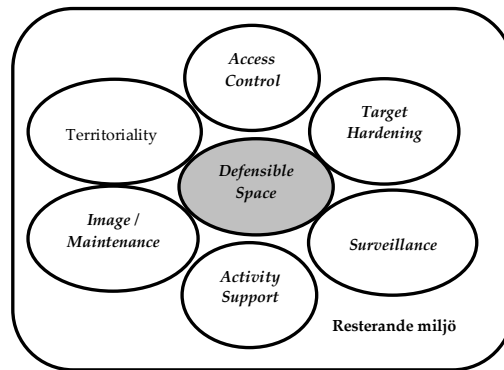 Access
Control
Territoriality
Target
Hardening
Defensible
Space
Image /
Maintenance
Surveillance
Activity
Support
Resterande miljö